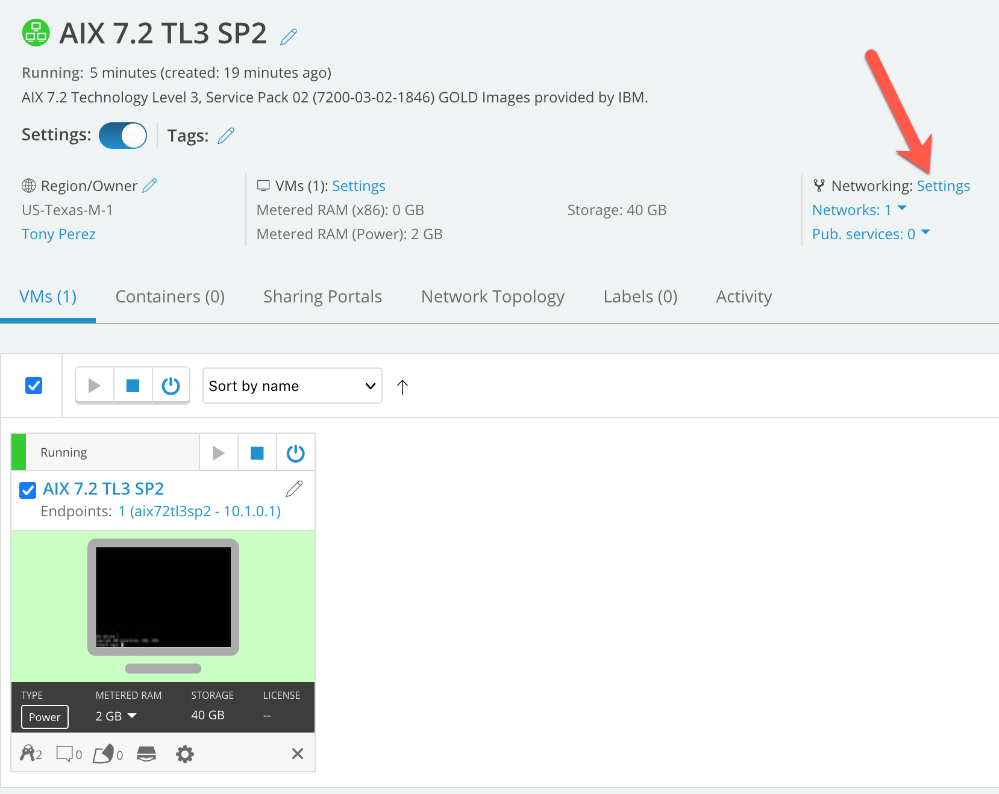 AIX 7.2 TL3 SP2
Running: 5 minutes (created: 19 minutes ago)
AIX 7.2 Technology Level 3, Service Pack 02 (7200-03-02-1846) GOLD Images provided by IBM.
Settings: Tags:
Region/Owner
US-Texas-M-1
Tony Perez
VMs (1): Settings
Metered RAM (x86): 0 GB
Storage: 40 GB
Metered RAM (Power): 2 GB
Networking: Settings
Networks: 1
Pub. services: 0
VMs (1) Containers (0) Sharing Portals Network Topology Labels (0) Activity
Sort by name
Running
AIX 7.2 TL3 SP2
Endpoints: 1 (aix72tl3sp2 - 10.1.0.1)
TYPE METERED RAM STORAGE LICENSE
Power 2 GB 40 GB --
2 0 0